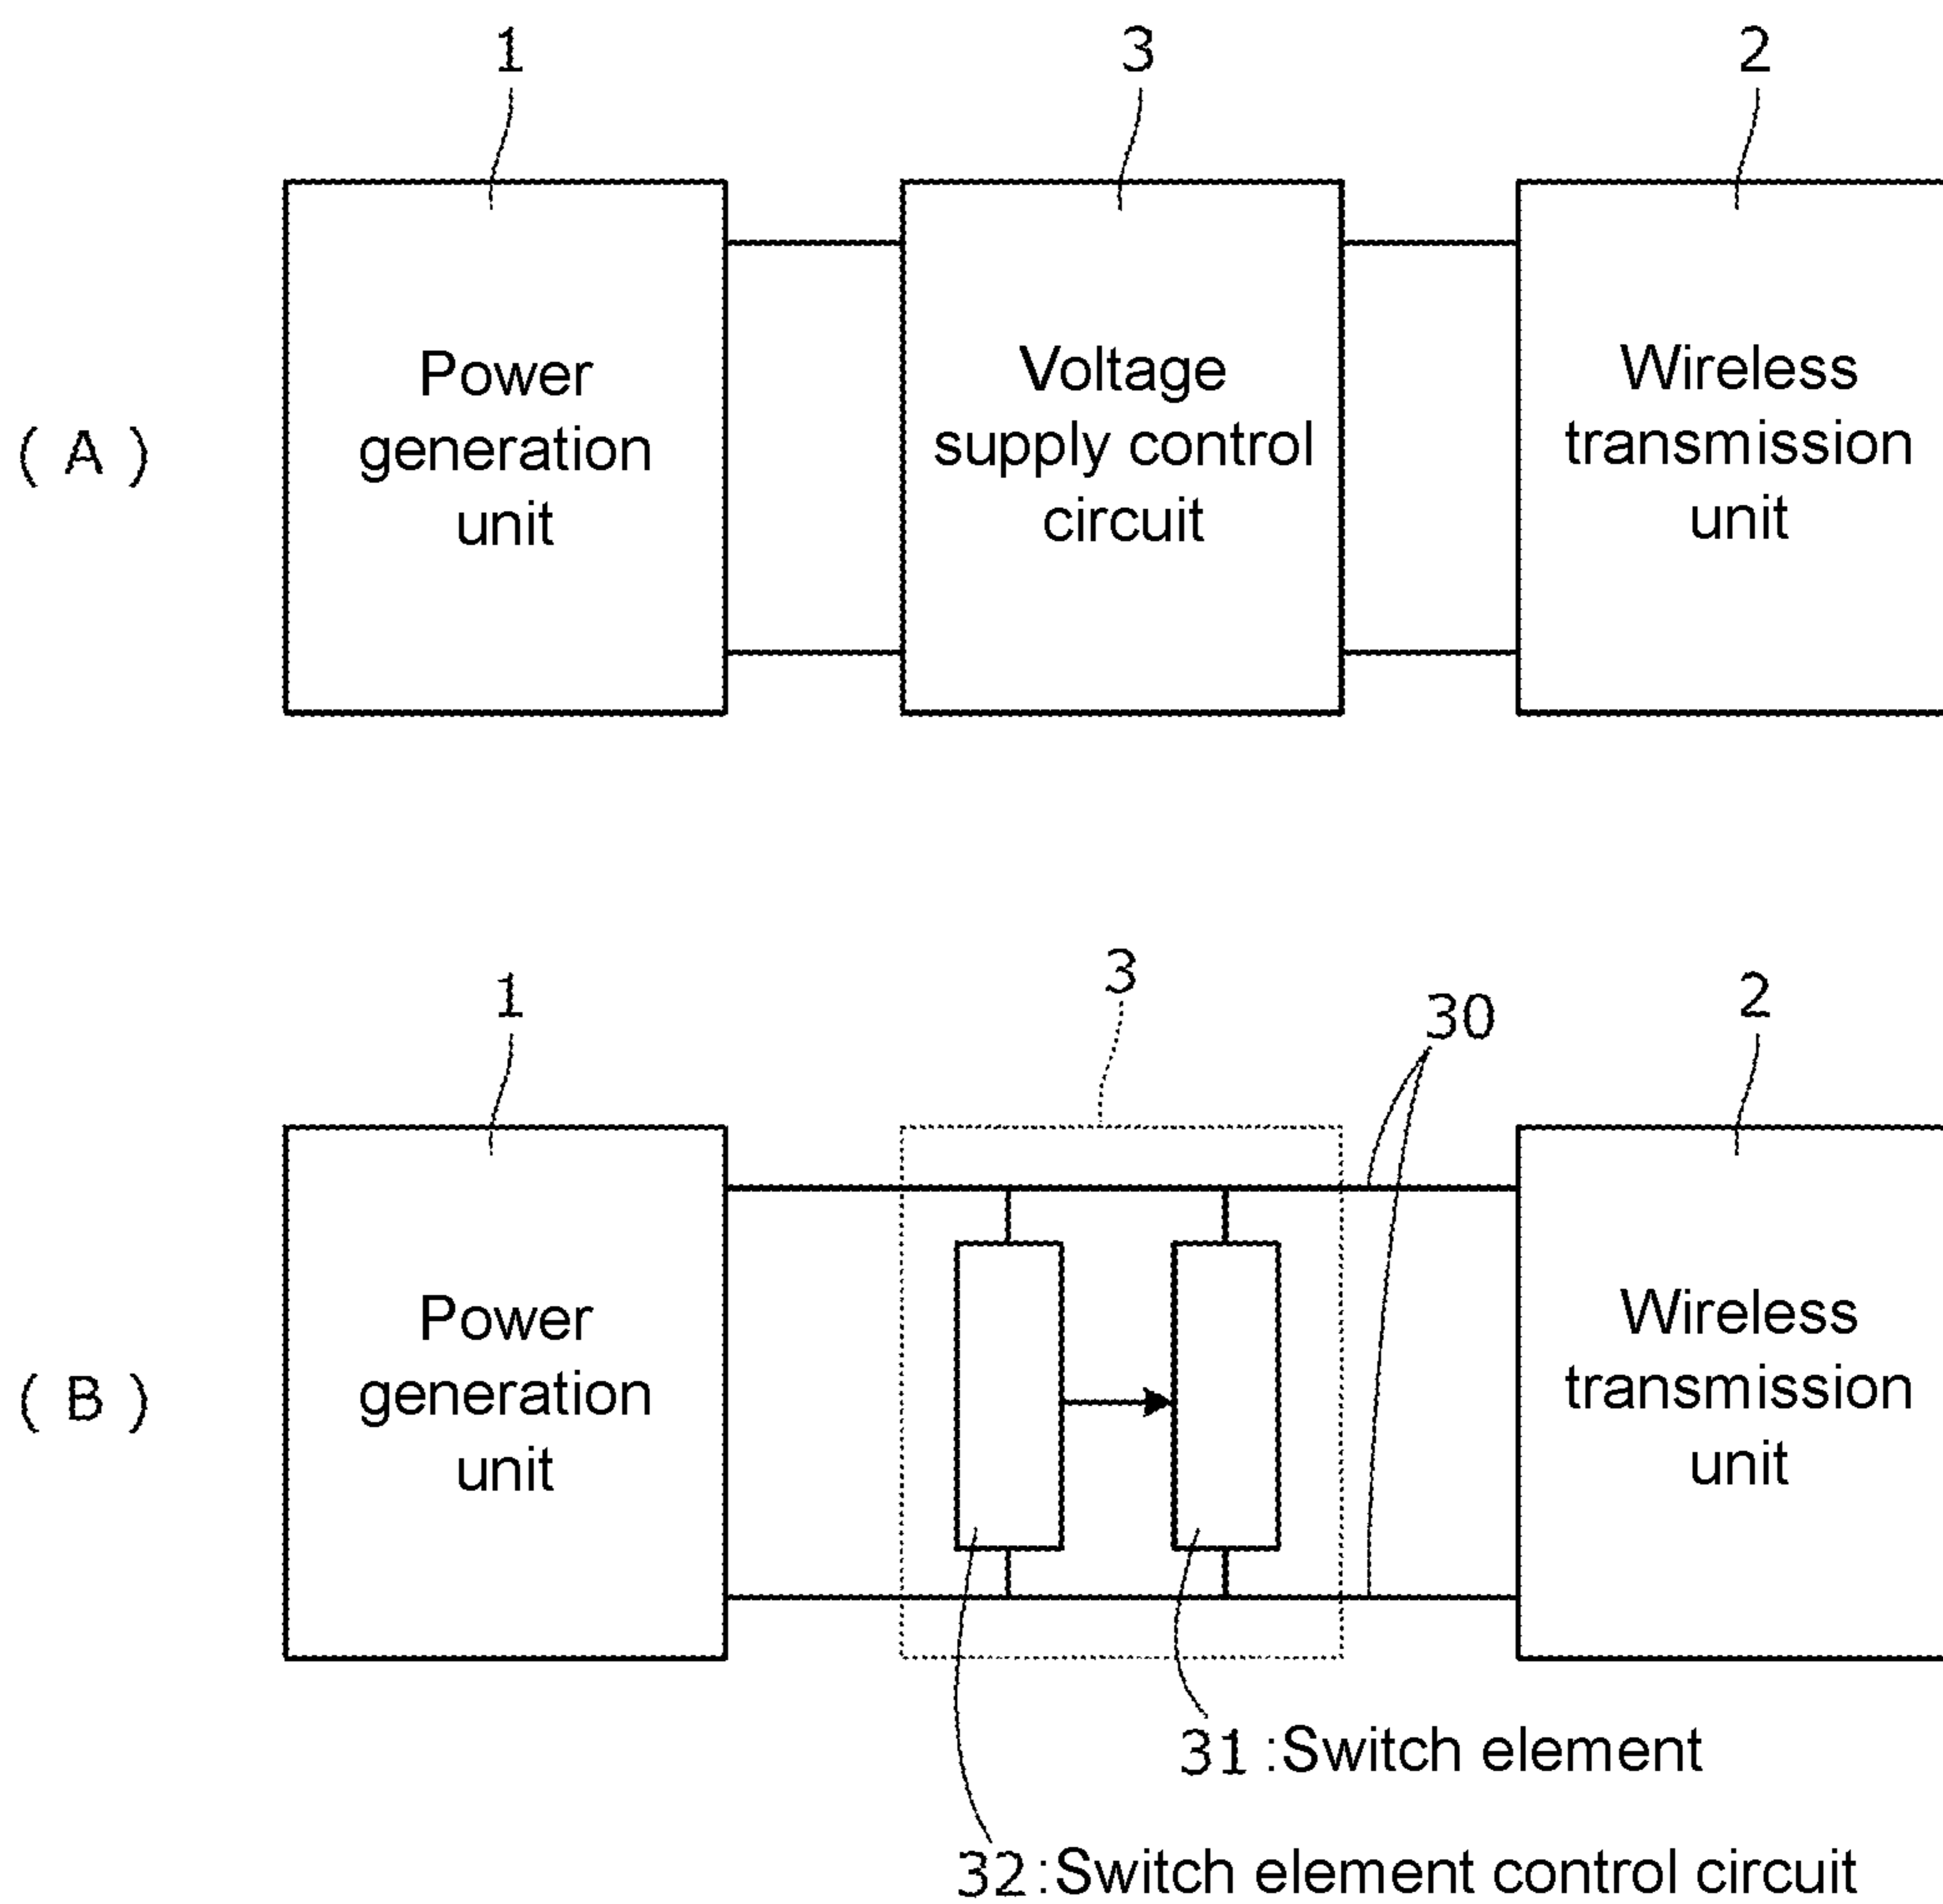 1
3
2
( A )
Power
generation
unit
Voltage
supply control
circuit
Wireless
transmission
unit
1
3
30
2
( B )
Power
generation
unit
Wireless
transmission
unit
31 :Switch element
32 :Switch element control circuit